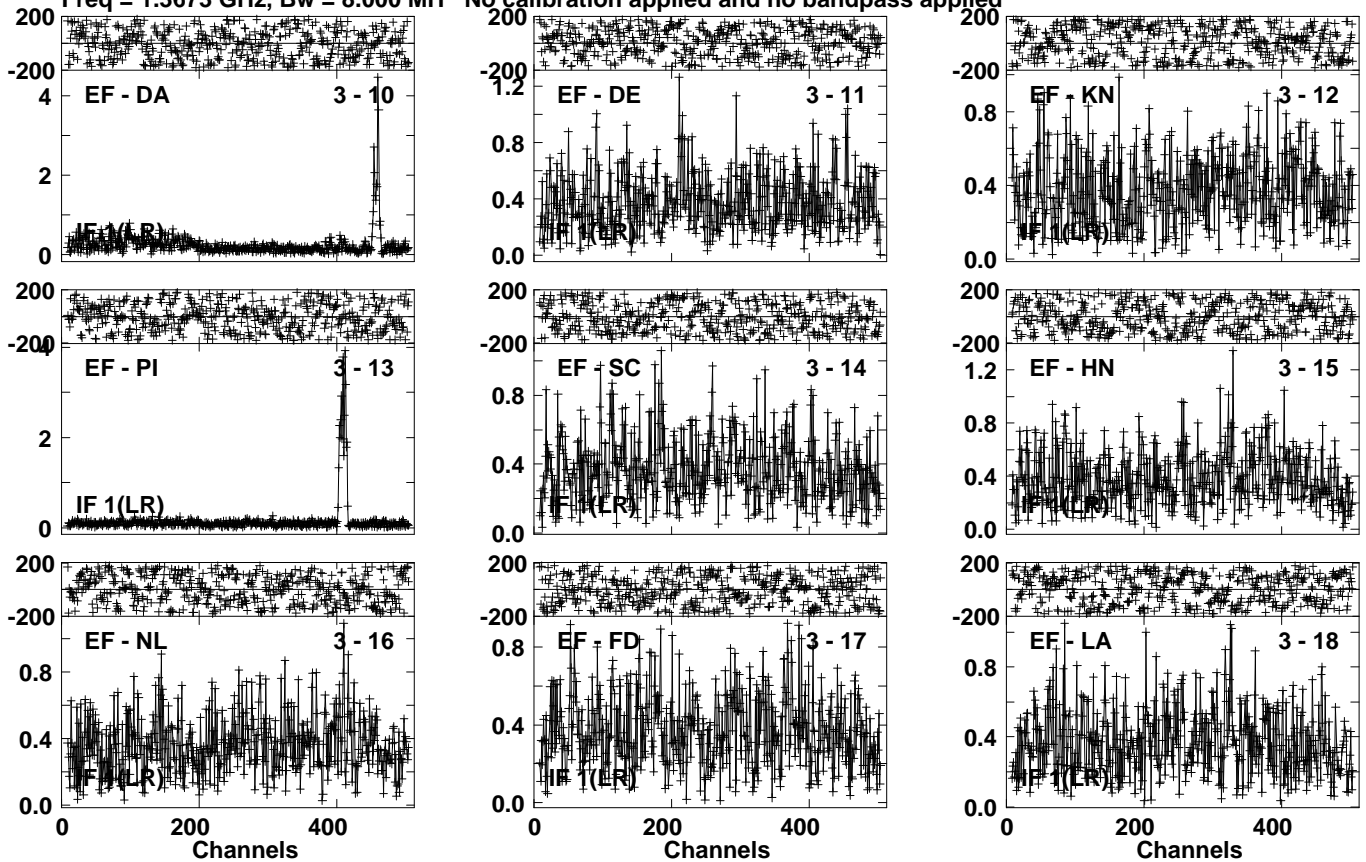 Freq = 1.5675 GHz, Bw = 8.000 MH No calibration applied and no bandpass applied
200 200 200
-200 -200 -200
EF - DA 3 - 10 EF - DE 3 - 11 EF - KN 3 - 12
4 1.2 0.8
2 0.8 0.4
0 0.4 0.0
0.0
IF 1(LR) IF 1(LR) IF 1(LR)
200 200 200
-200 -200 -200
EF - PI 3 - 13 EF - SC 3 - 14 EF - HN 3 - 15
4 0.8 1.2
2 0.4 0.8
0 0.0 0.4
0.0
IF 1(LR) IF 1(LR) IF 1(LR)
200 200 200
-200 -200 -200
EF - NL 3 - 16 EF - FD 3 - 17 EF - LA 3 - 18
0.8 0.8 0.8
0.4 0.4 0.4
0.0 0.0 0.0
IF 1(LR) IF 1(LR) IF 1(LR)
0 200 400 0 200 400 0 200 400
Channels Channels Channels